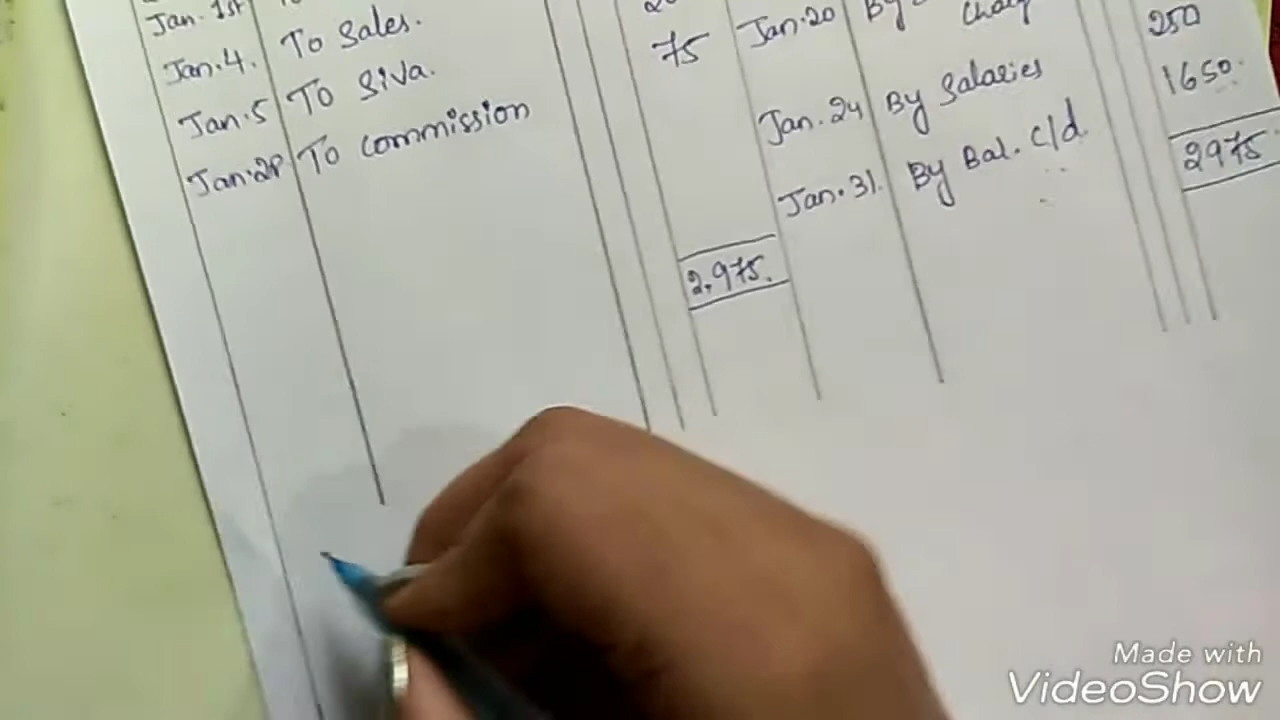 Jan. 1st
Jan. 4. To Sales.
Jan. 5 To Siva. 75
Jan. 28 To Commission
2,975.
Jan. 20 By
250
Jan. 24 By Salaries 1650.
Jan. 31. By Bal. C/d. 2975
Made with
VideoShow